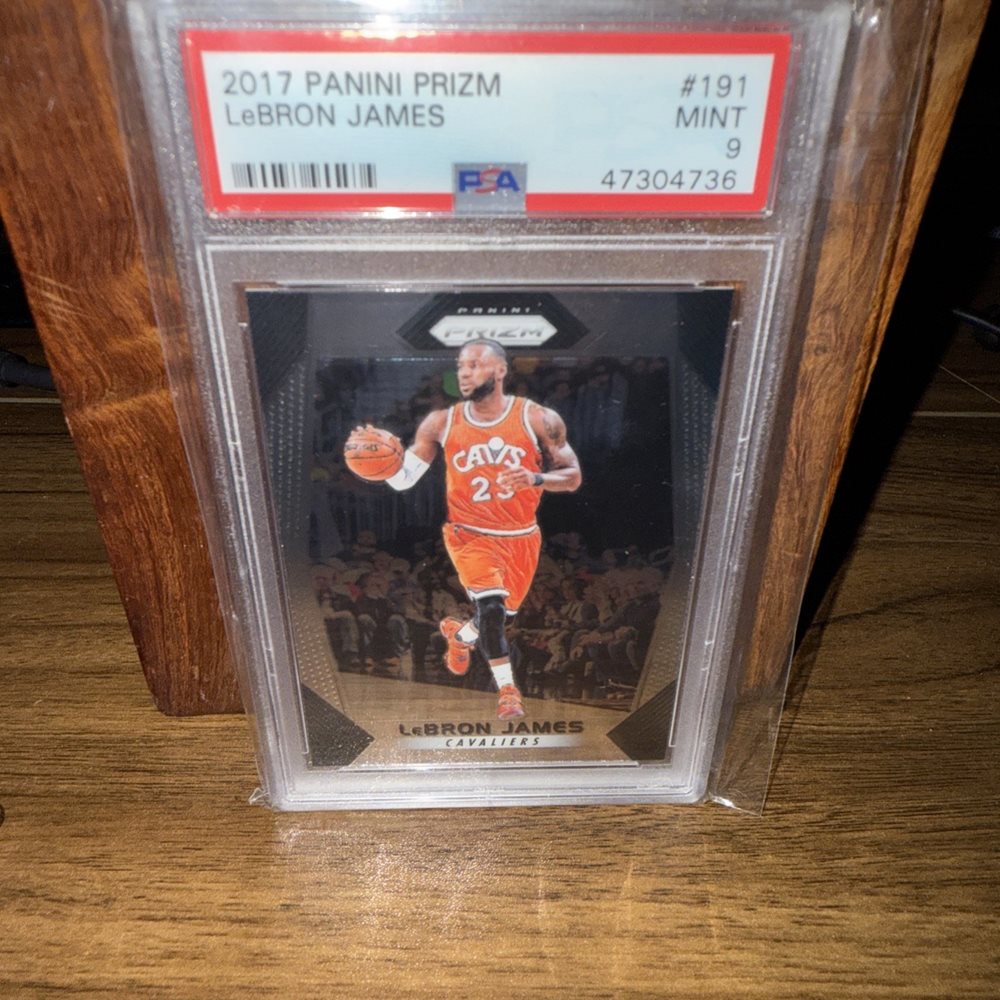 2017 PANINI PRIZM #191
LeBRON JAMES MINT
9
PSA 47304736
PANINI
PRIZM
CAVS
23
LeBRON JAMES
CAVALIERS